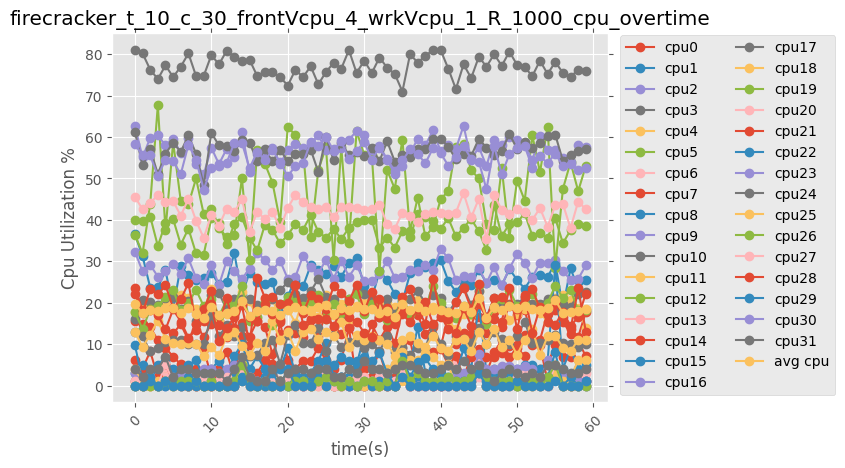 firecracker_t_10_c_30_frontVcpu_4_wrkVcpu_1_R_1000_cpu_overtime
Cpu Utilization %
80
70
60
50
40
30
20
10
0
0
10
20
30
40
50
60
time(s)
cpu0
cpu1
cpu2
cpu3
cpu4
cpu5
cpu6
cpu7
cpu8
cpu9
cpu10
cpu11
cpu12
cpu13
cpu14
cpu15
cpu16
cpu17
cpu18
cpu19
cpu20
cpu21
cpu22
cpu23
cpu24
cpu25
cpu26
cpu27
cpu28
cpu29
cpu30
cpu31
avg cpu